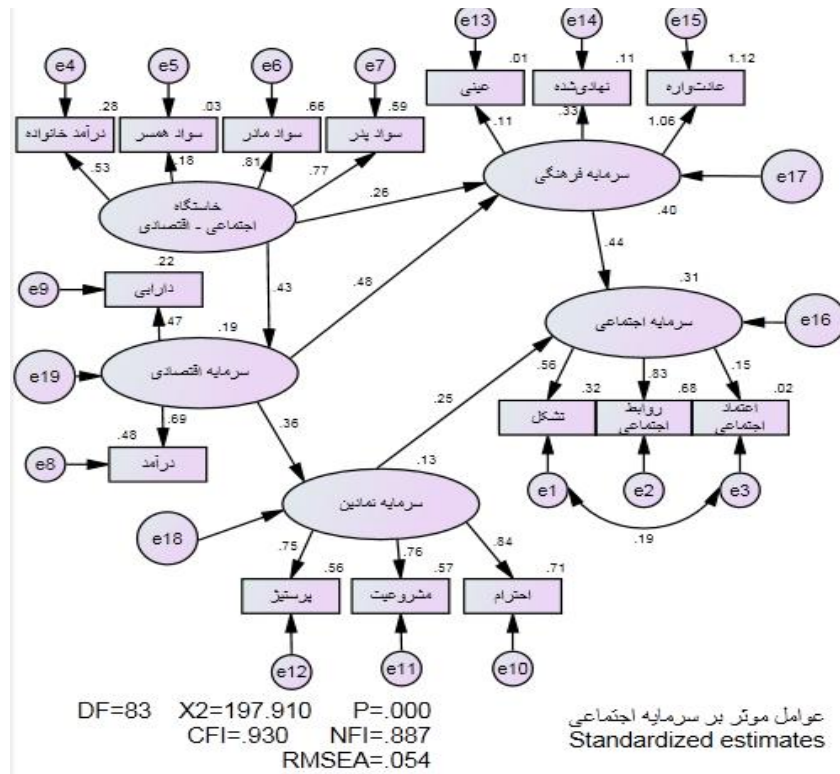 e13
e14
e15
.01
.11
1.12
عینی
نهادی‌شده
عادت‌واره
.11
.33
1.06
e4
e5
e6
e7
.28
.03
.66
.59
درآمد خانواده
سواد همسر
سواد مادر
سواد پدر
.53
.18
.81
.77
خاستگاه
اجتماعی - اقتصادی
سرمایه فرهنگی
e17
.26
.40
.44
.48
.43
e9
.22
دارایی
.47
.19
سرمایه اقتصادی
e19
.69
.48
e8
درآمد
.36
.25
.31
سرمایه اجتماعی
e16
.56
.83
.15
.32
.68
.02
تشکل
روابط
اجتماعی
اعتماد
اجتماعی
e1
e2
e3
.19
.13
سرمایه نمادین
e18
.75
.76
.84
.56
.57
.71
پرستیژ
مشروعیت
احترام
e12
e11
e10
DF=83 X2=197.910 P=.000
CFI=.930 NFI=.887
RMSEA=.054
عوامل موثر بر سرمایه اجتماعی
Standardized estimates